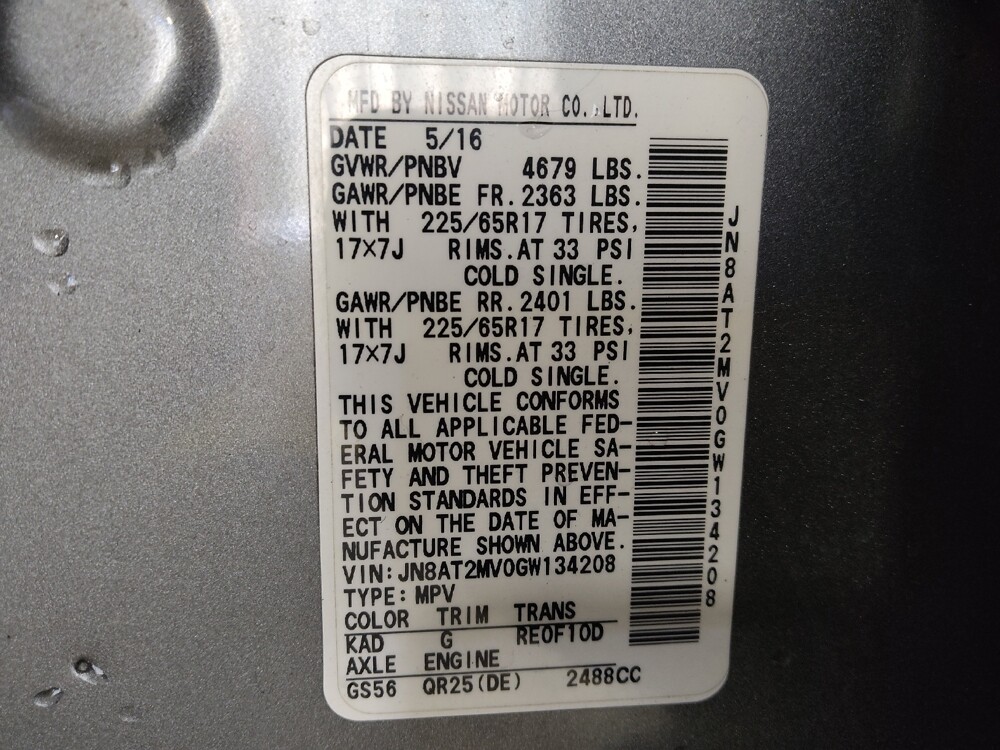 MFD BY NISSAN MOTOR CO.,LTD.
DATE 5/16
GVWR/PNBV 4679 LBS.
GAWR/PNBE FR.2363 LBS.
WITH 225/65R17 TIRES,
17×7J RIMS.AT 33 PSI
COLD SINGLE.
GAWR/PNBE RR.2401 LBS.
WITH 225/65R17 TIRES,
17×7J RIMS.AT 33 PSI
COLD SINGLE.
THIS VEHICLE CONFORMS
TO ALL APPLICABLE FED-
ERAL MOTOR VEHICLE SA-
FETY AND THEFT PREVEN-
TION STANDARDS IN EFF-
ECT ON THE DATE OF MA-
NUFACTURE SHOWN ABOVE.
VIN:JN8AT2MV0GW134208
TYPE:MPV
COLOR TRIM TRANS
KAD G RE0F10D
AXLE ENGINE
GS56 QR25(DE) 2488CC
JN8AT2MV0GW134208